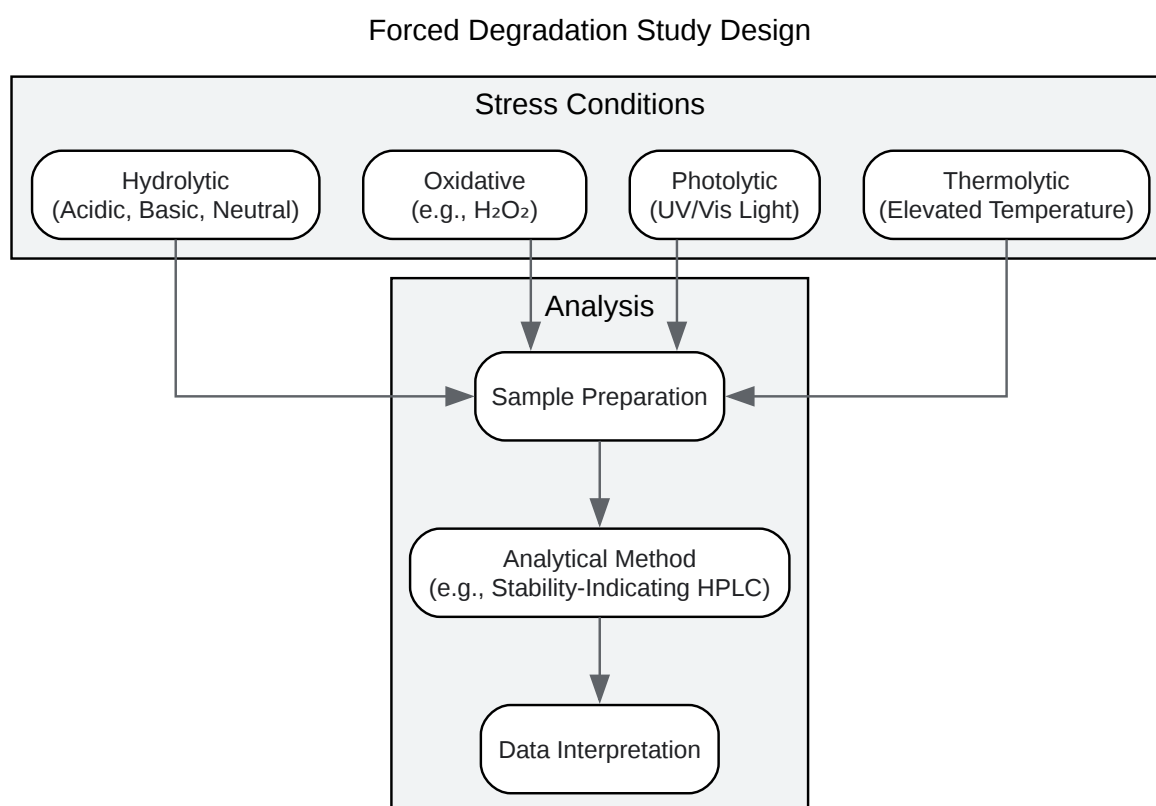 Forced Degradation Study Design
Stress Conditions
Hydrolytic
(Acidic, Basic, Neutral)
Oxidative
(e.g., H₂O₂)
Photolytic
(UV/Vis Light)
Thermolytic
(Elevated Temperature)
Analysis
Sample Preparation
Analytical Method
(e.g., Stability-Indicating HPLC)
Data Interpretation